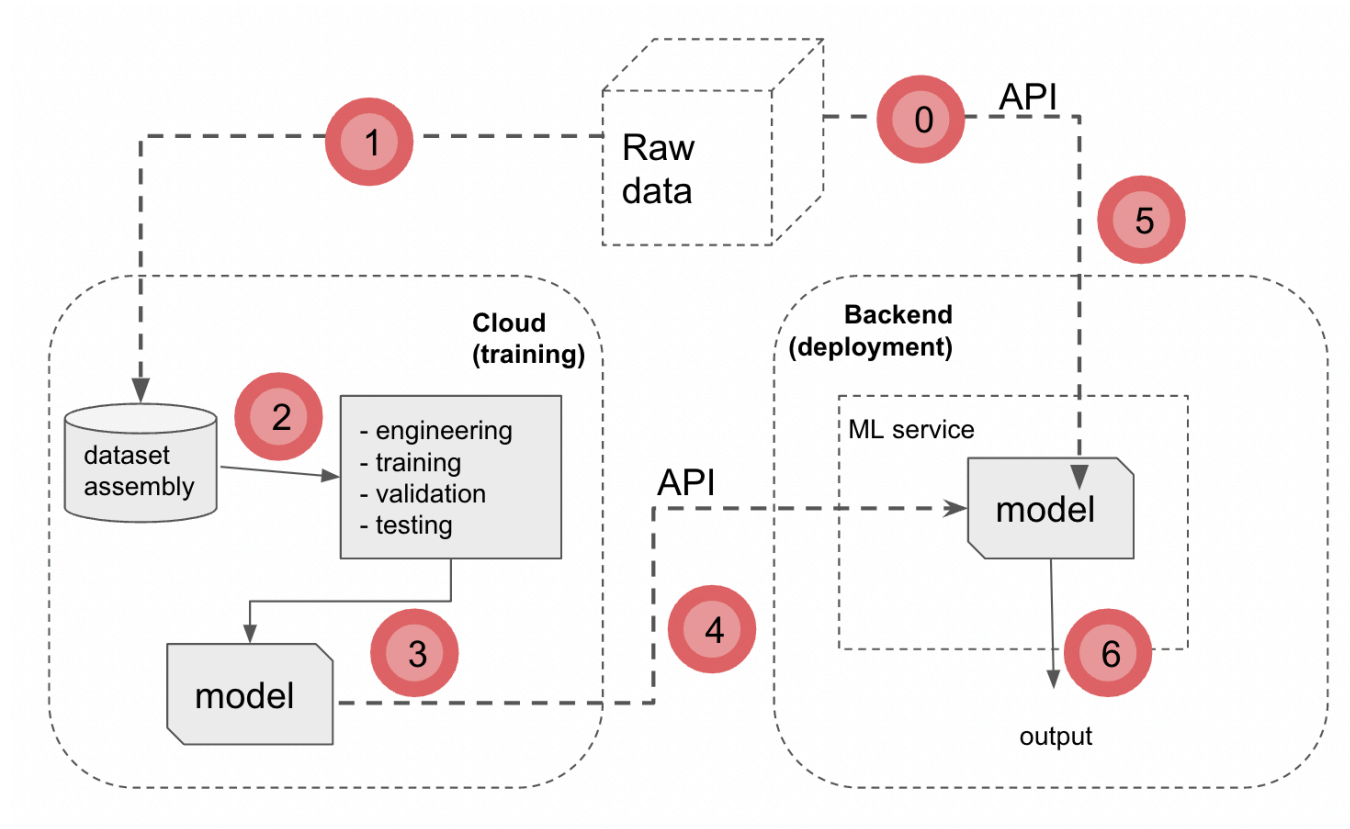 1
Raw
data
0
API
5
Cloud
(training)
Backend
(deployment)
dataset
assembly
2
- engineering
- training
- validation
- testing
ML service
API
model
model
3
4
6
output